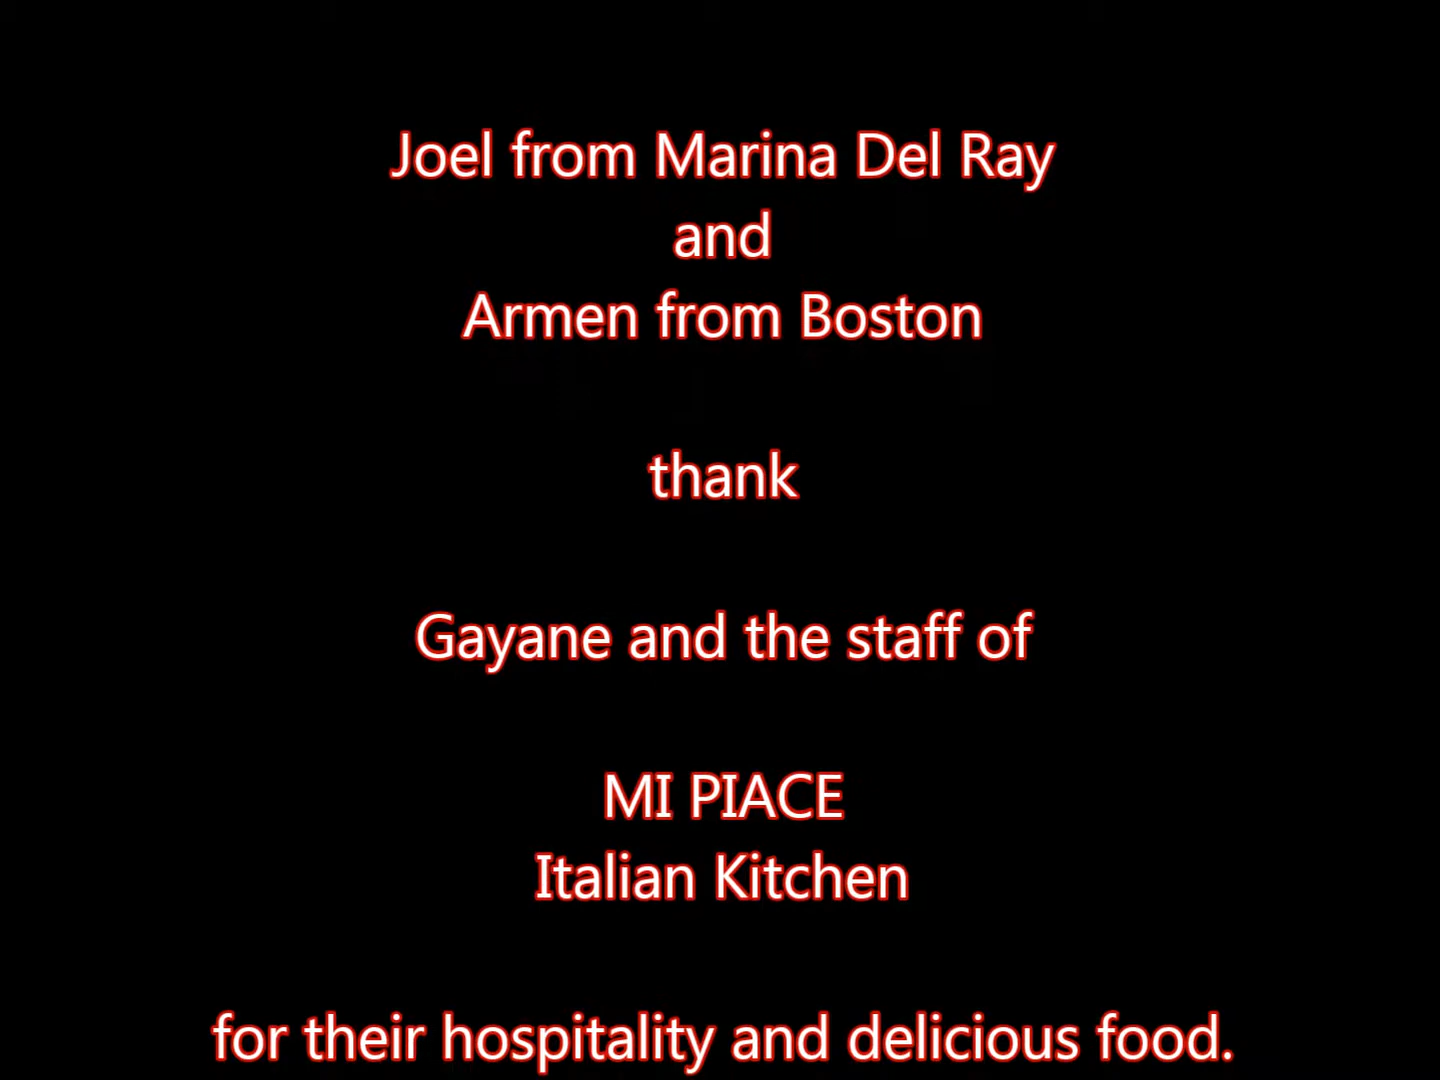 Joel from Marina Del Ray
and
Armen from Boston
thank
Gayane and the staff of
MI PIACE
Italian Kitchen
for their hospitality and delicious food.